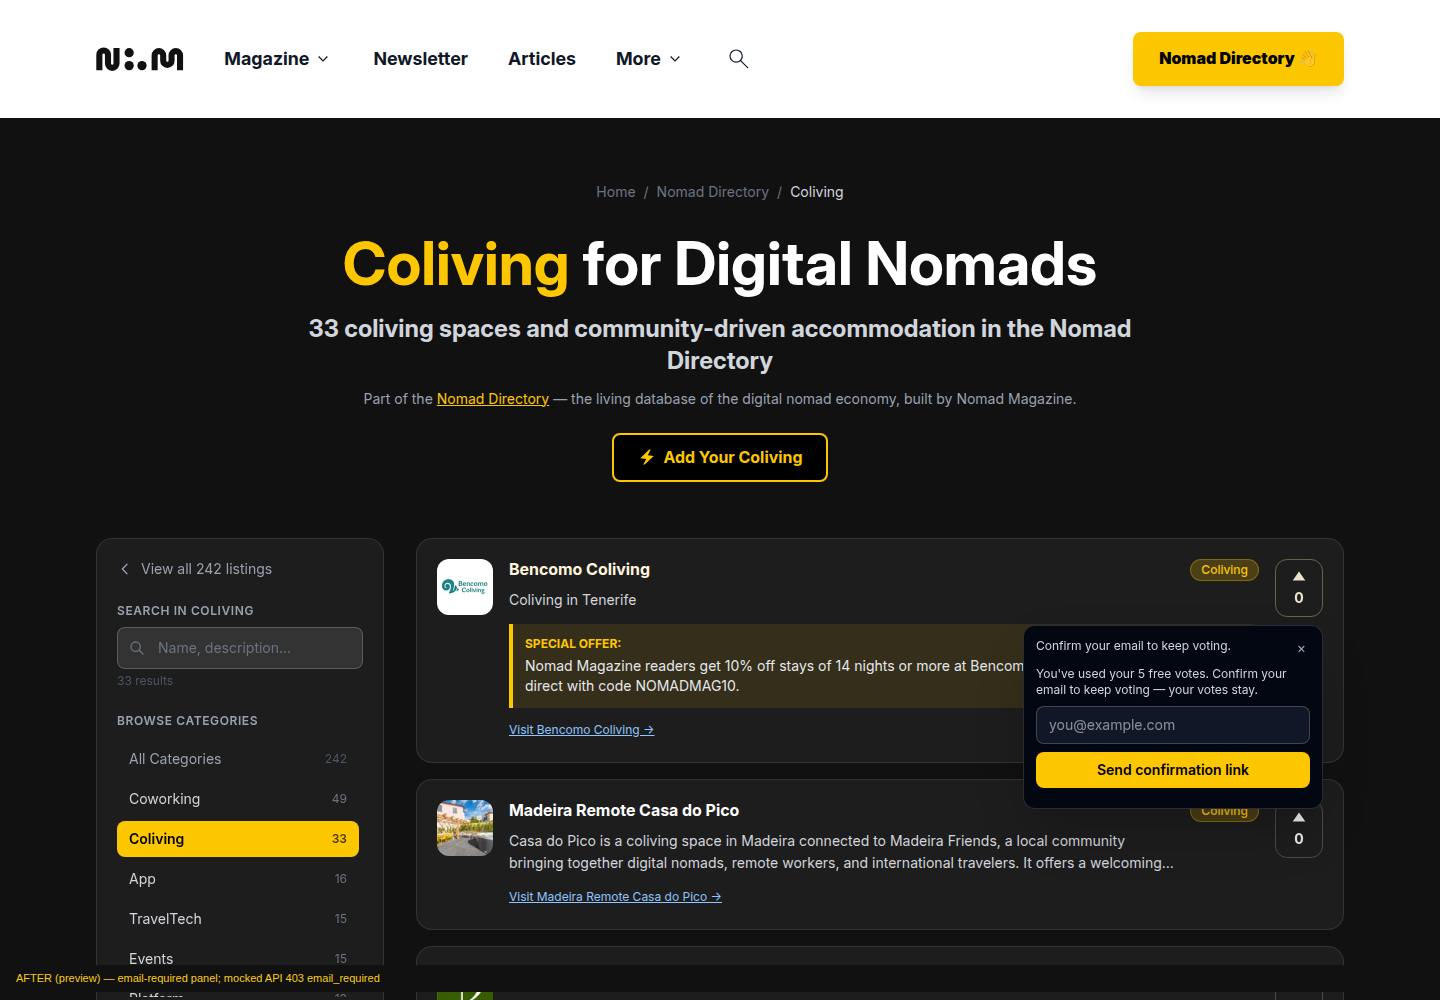 N:.M
Magazine
Newsletter
Articles
More
Nomad Directory 👋
Home / Nomad Directory / Coliving
Coliving for Digital Nomads
33 coliving spaces and community-driven accommodation in the Nomad
Directory
Part of the Nomad Directory — the living database of the digital nomad economy, built by Nomad Magazine.
⚡ Add Your Coliving
View all 242 listings
SEARCH IN COLIVING
Name, description...
33 results
BROWSE CATEGORIES
All Categories 242
Coworking 49
Coliving 33
App 16
TravelTech 15
Events 15
Bencomo Coliving
Bencomo Coliving
Coliving
▲
0
Coliving in Tenerife
SPECIAL OFFER:
Nomad Magazine readers get 10% off stays of 14 nights or more at Bencom
direct with code NOMADMAG10.
Visit Bencomo Coliving →
Confirm your email to keep voting. ×
You've used your 5 free votes. Confirm your
email to keep voting — your votes stay.
you@example.com
Send confirmation link
Madeira Remote Casa do Pico
Coliving
▲
0
Casa do Pico is a coliving space in Madeira connected to Madeira Friends, a local community
bringing together digital nomads, remote workers, and international travelers. It offers a welcoming...
Visit Madeira Remote Casa do Pico →
AFTER (preview) — email-required panel; mocked API 403 email_required